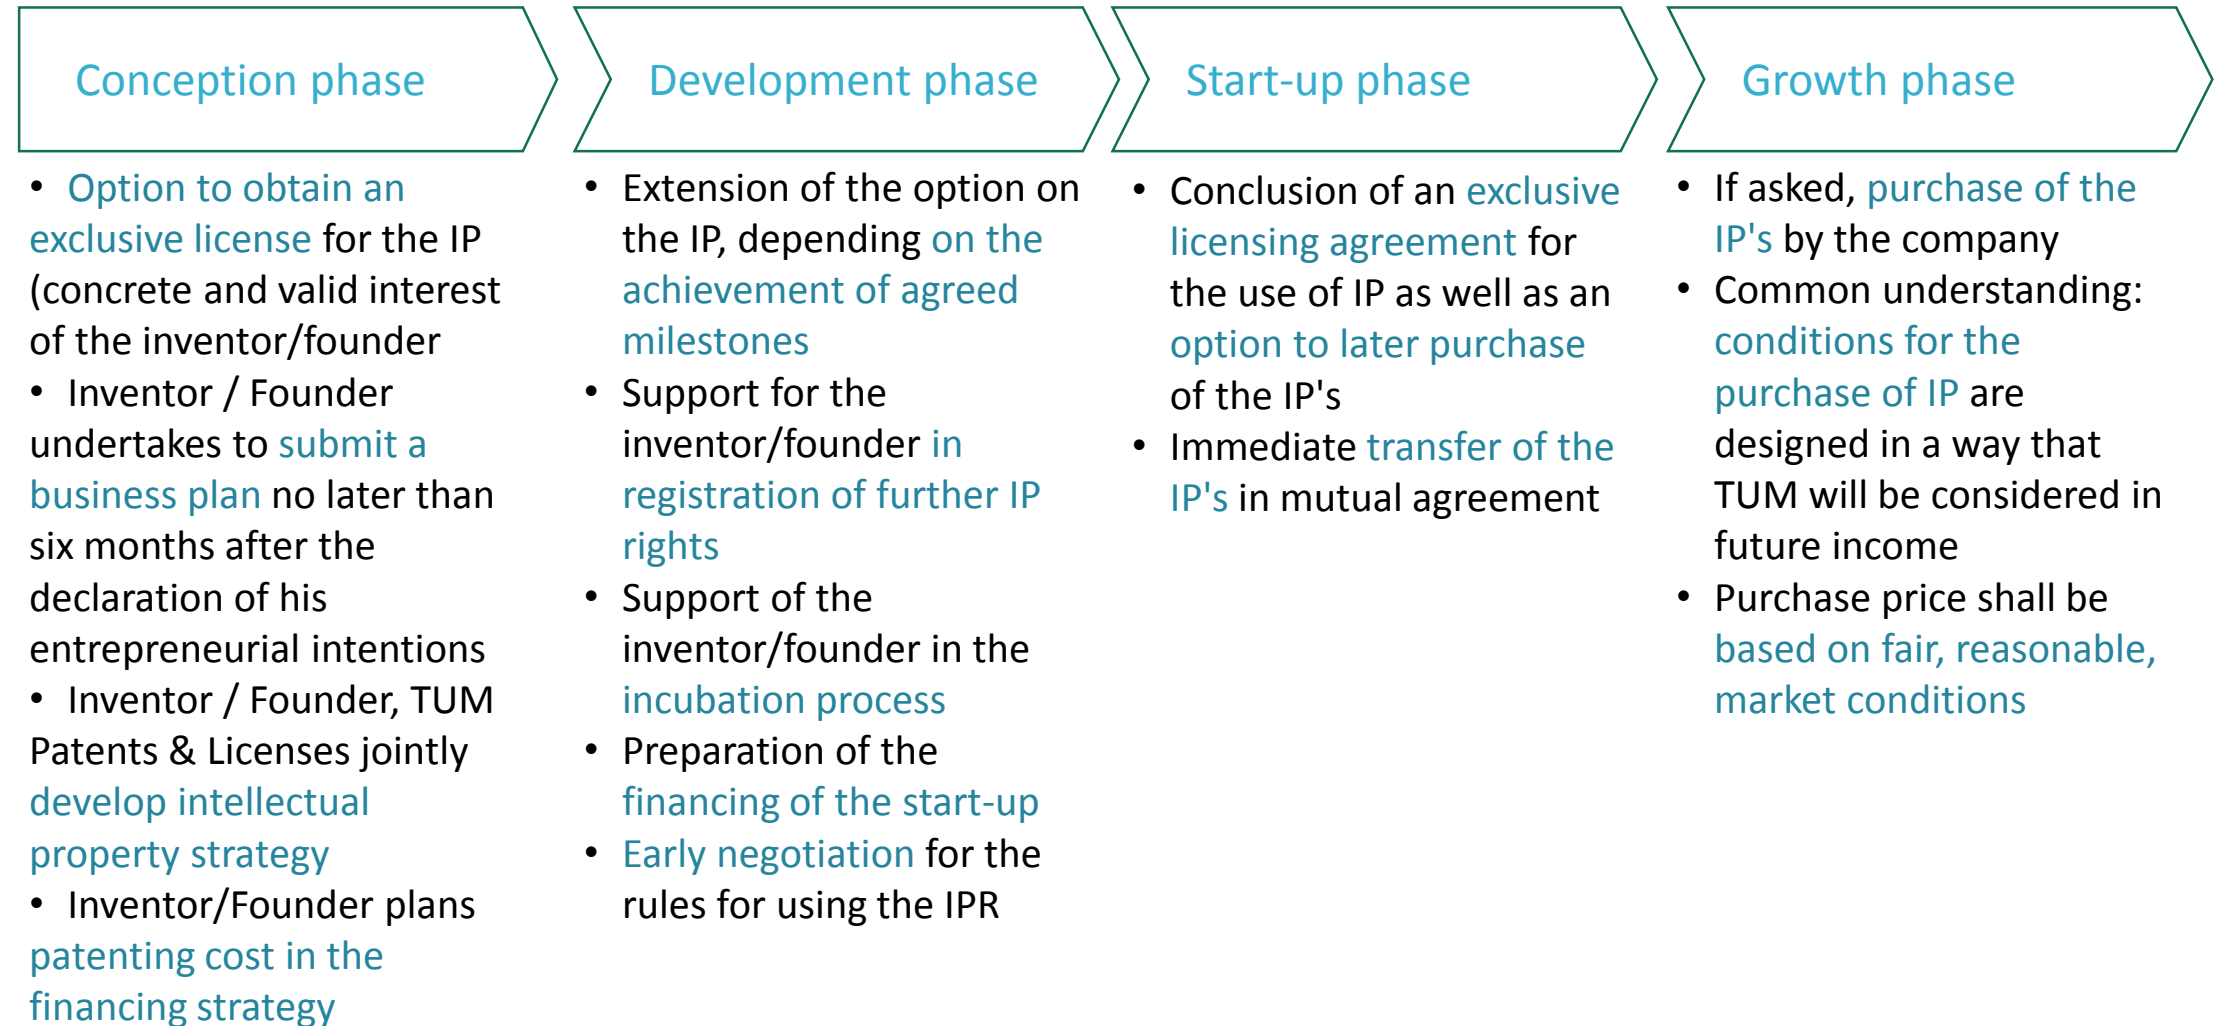 Conception phase
Development phase
Start-up phase
Growth phase
• Option to obtain an
exclusive license for the IP
(concrete and valid interest
of the inventor/founder
• Inventor / Founder
undertakes to submit a
business plan no later than
six months after the
declaration of his
entrepreneurial intentions
• Inventor / Founder, TUM
Patents & Licenses jointly
develop intellectual
property strategy
• Inventor/Founder plans
patenting cost in the
financing strategy
• Extension of the option on
the IP, depending on the
achievement of agreed
milestones
• Support for the
inventor/founder in
registration of further IP
rights
• Support of the
inventor/founder in the
incubation process
• Preparation of the
financing of the start-up
• Early negotiation for the
rules for using the IPR
• Conclusion of an exclusive
licensing agreement for
the use of IP as well as an
option to later purchase
of the IP's
• Immediate transfer of the
IP's in mutual agreement
• If asked, purchase of the
IP's by the company
• Common understanding:
conditions for the
purchase of IP are
designed in a way that
TUM will be considered in
future income
• Purchase price shall be
based on fair, reasonable,
market conditions